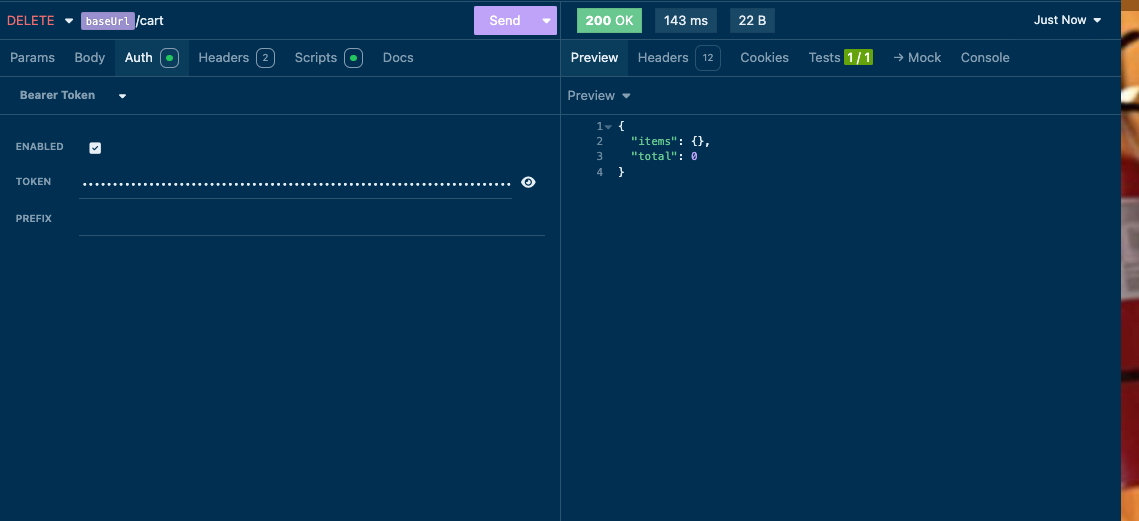 DELETE baseUrl/cart Send 200 OK 143 ms 22 B Just Now
Params Body Auth Headers 2 Scripts Docs Preview Headers 12 Cookies Tests 1 / 1 → Mock Console
Bearer Token Preview
ENABLED
TOKEN ••••••••••••••••••••••••••••••••••••••••••••••••••••••••••••••••••••••
PREFIX
1 {
2 "items": {},
3 "total": 0
4 }